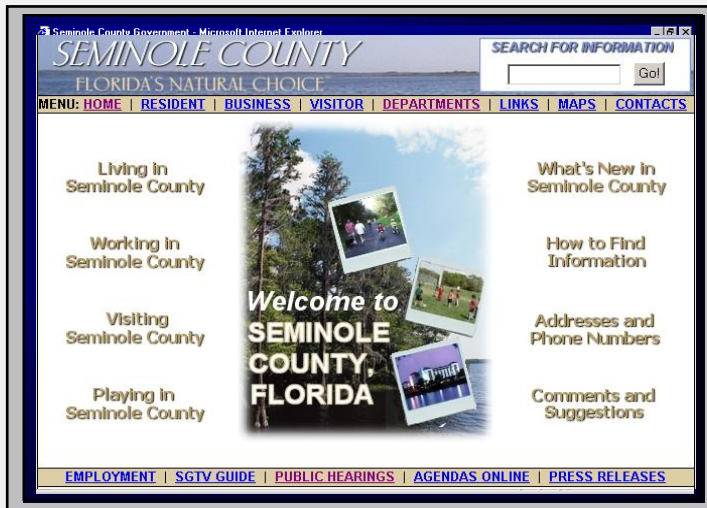 Seminole County Government - Microsoft Internet Explorer
SEMINOLE COUNTY
FLORIDA'S NATURAL CHOICE
SEARCH FOR INFORMATION
Go!
MENU: HOME | RESIDENT | BUSINESS | VISITOR | DEPARTMENTS | LINKS | MAPS | CONTACTS
Living in
Seminole County
Working in
Seminole County
Visiting
Seminole County
Playing in
Seminole County
Welcome to
SEMINOLE
COUNTY,
FLORIDA
What's New in
Seminole County
How to Find
Information
Addresses and
Phone Numbers
Comments and
Suggestions
EMPLOYMENT | SGTV GUIDE | PUBLIC HEARINGS | AGENDAS ONLINE | PRESS RELEASES